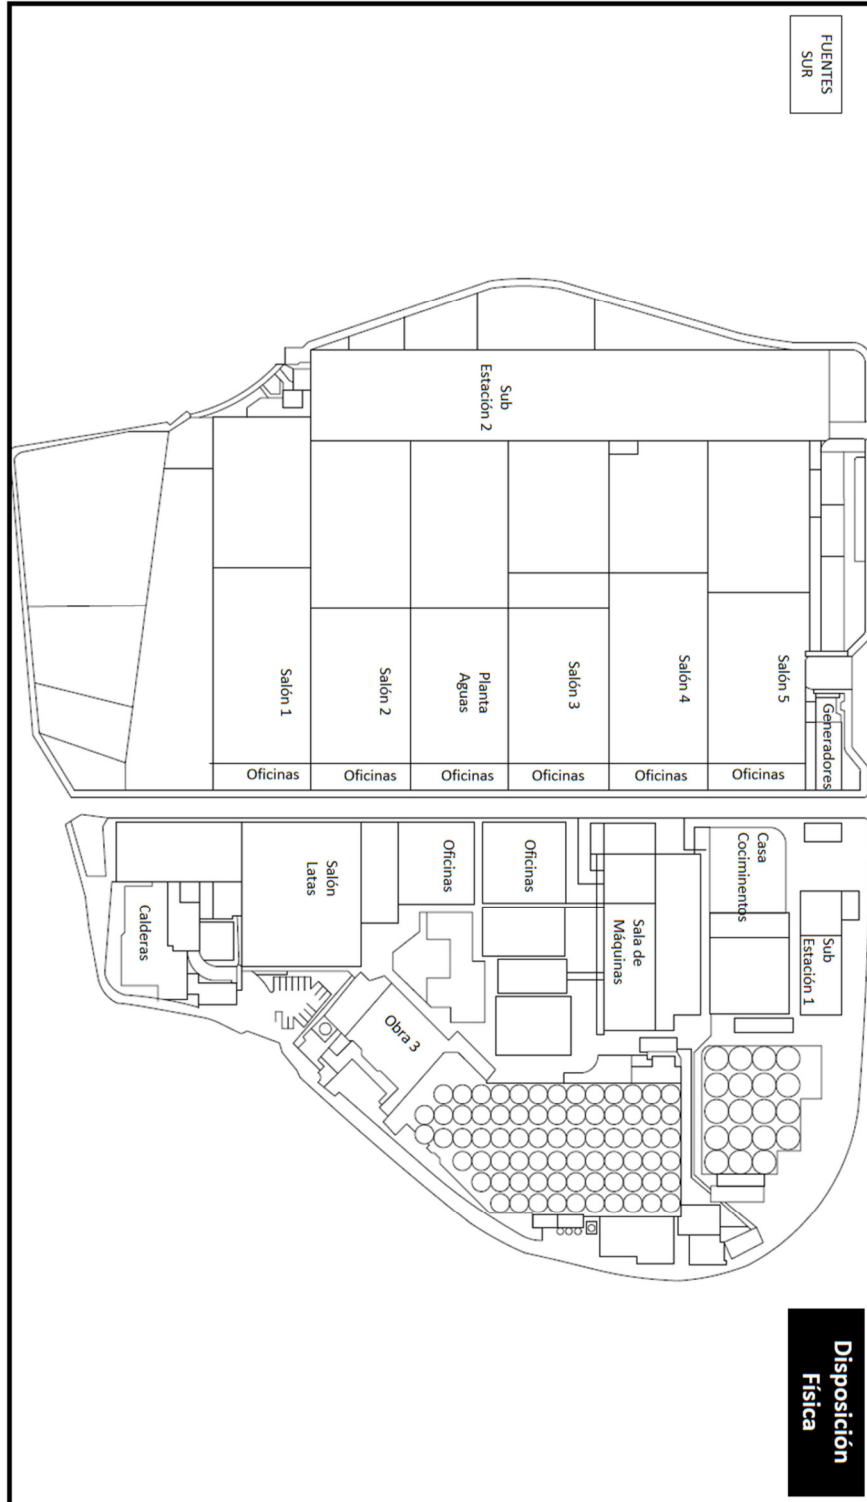 FUENTES
SUR
Sub
Estación 2
Generadores
Salón 5
Salón 4
Salón 3
Planta
Aguas
Salón 2
Salón 1
Oficinas
Oficinas
Oficinas
Oficinas
Oficinas
Oficinas
Sub
Estación 1
Casa
Cociminentos
Sala de
Máquinas
Oficinas
Oficinas
Salón
Latas
Calderas
Obra 3
Disposición
Física